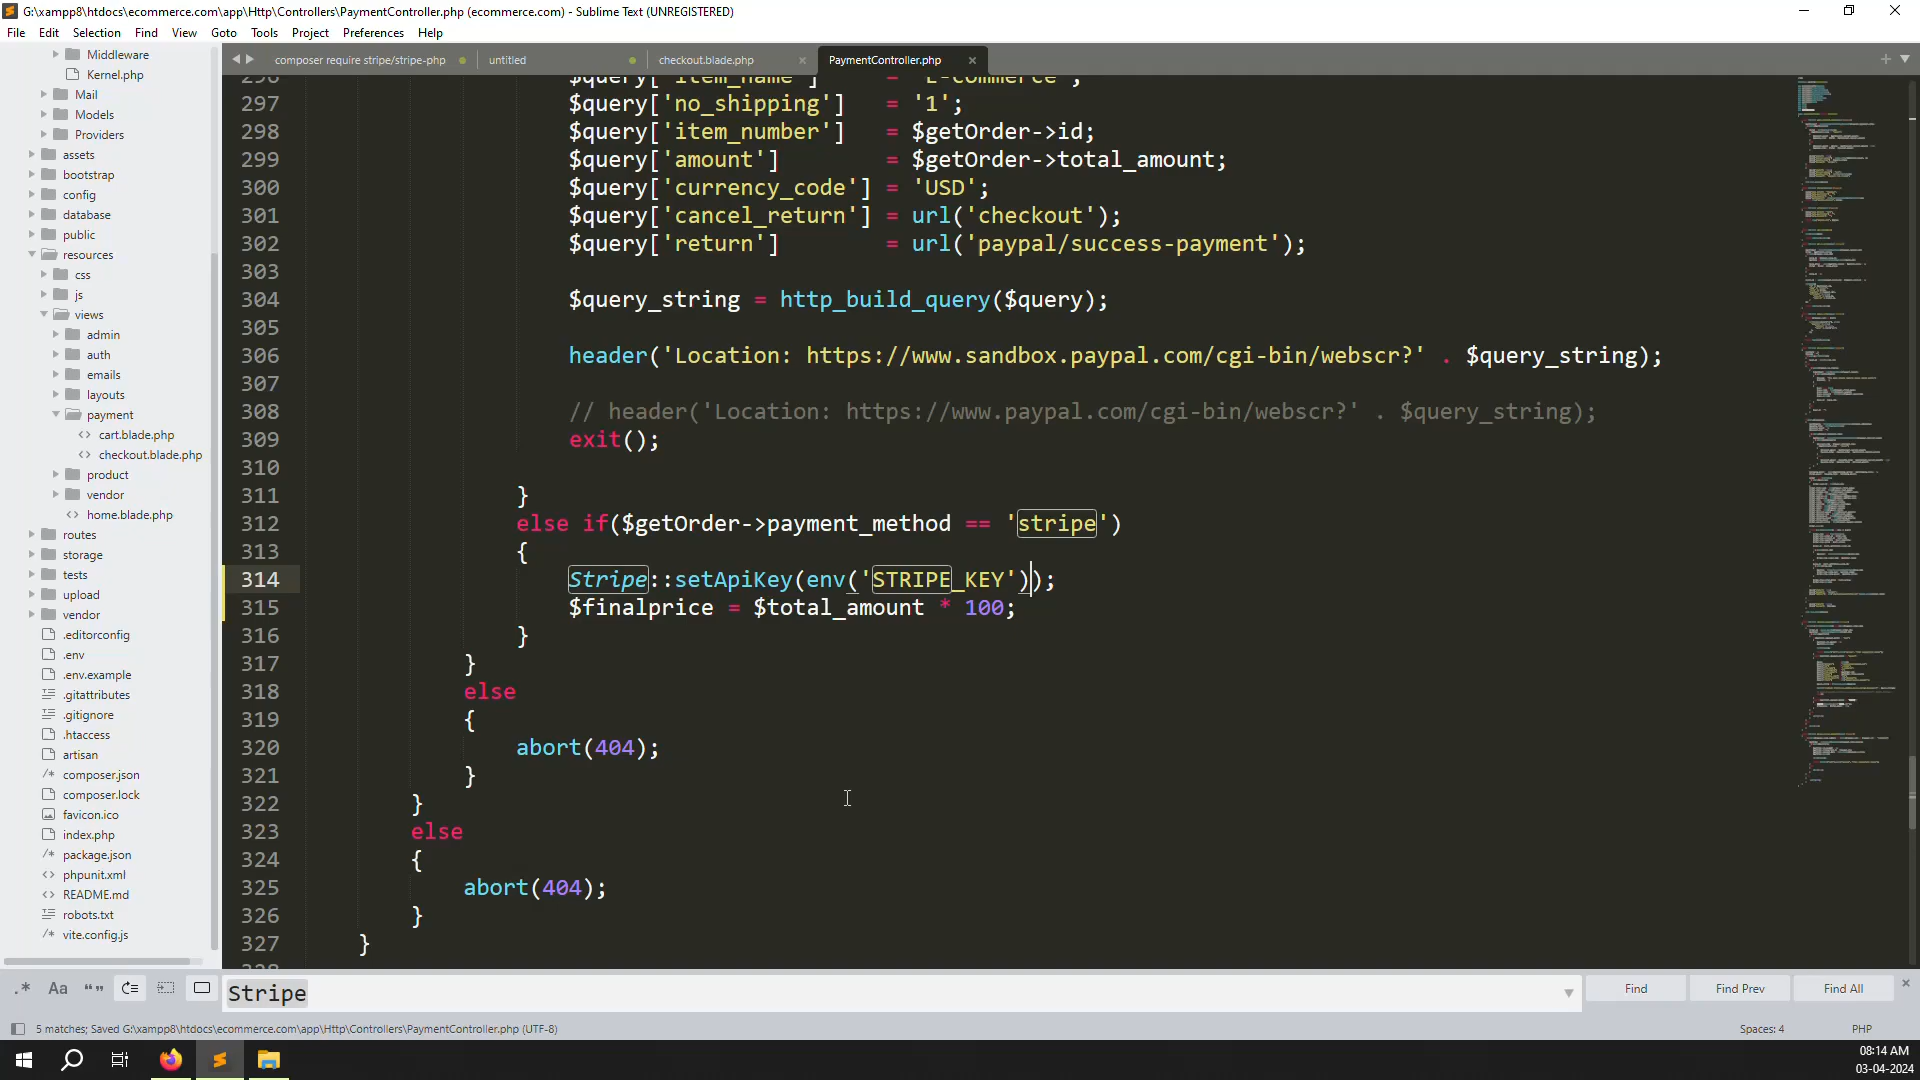 G:\xampp8\htdocs\ecommerce.com\app\Http\Controllers\PaymentController.php (ecommerce.com) - Sublime Text (UNREGISTERED)
File Edit Selection Find View Goto Tools Project Preferences Help
composer require stripe/stripe-php
untitled
checkout.blade.php
PaymentController.php
Middleware
Kernel.php
Mail
Models
Providers
assets
bootstrap
config
database
public
resources
css
js
views
admin
auth
emails
layouts
payment
cart.blade.php
checkout.blade.php
product
vendor
home.blade.php
routes
storage
tests
upload
vendor
.editorconfig
.env
.env.example
.gitattributes
.gitignore
.htaccess
artisan
composer.json
composer.lock
favicon.ico
index.php
package.json
phpunit.xml
README.md
robots.txt
vite.config.js
296 $query['item_name'] = 'E-commerce';
297 $query['no_shipping'] = '1';
298 $query['item_number'] = $getOrder->id;
299 $query['amount'] = $getOrder->total_amount;
300 $query['currency_code'] = 'USD';
301 $query['cancel_return'] = url('checkout');
302 $query['return'] = url('paypal/success-payment');
303
304 $query_string = http_build_query($query);
305
306 header('Location: https://www.sandbox.paypal.com/cgi-bin/webscr?' . $query_string);
307
308 // header('Location: https://www.paypal.com/cgi-bin/webscr?' . $query_string);
309 exit();
310
311 }
312 else if($getOrder->payment_method == 'stripe')
313 {
314 Stripe::setApiKey(env('STRIPE_KEY'));
315 $finalprice = $total_amount * 100;
316 }
317 }
318 else
319 {
320 abort(404);
321 }
322 }
323 else
324 {
325 abort(404);
326 }
327 }
328
.* Aa “” Stripe Find Find Prev Find All
5 matches; Saved G:\xampp8\htdocs\ecommerce.com\app\Http\Controllers\PaymentController.php (UTF-8) Spaces: 4 PHP
08:14 AM
03-04-2024